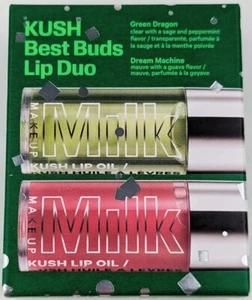 KUSH
Best Buds
Lip Duo
Green Dragon
clear with a sage and peppermint
flavor / transparente, parfumée à
la sauge et à la menthe poivrée
Dream Machine
mauve with a guava flavor /
mauve, parfumée à la goyave
MAKEUP
Milk
KUSH LIP OIL /
MAKEUP
Milk
KUSH LIP OIL /